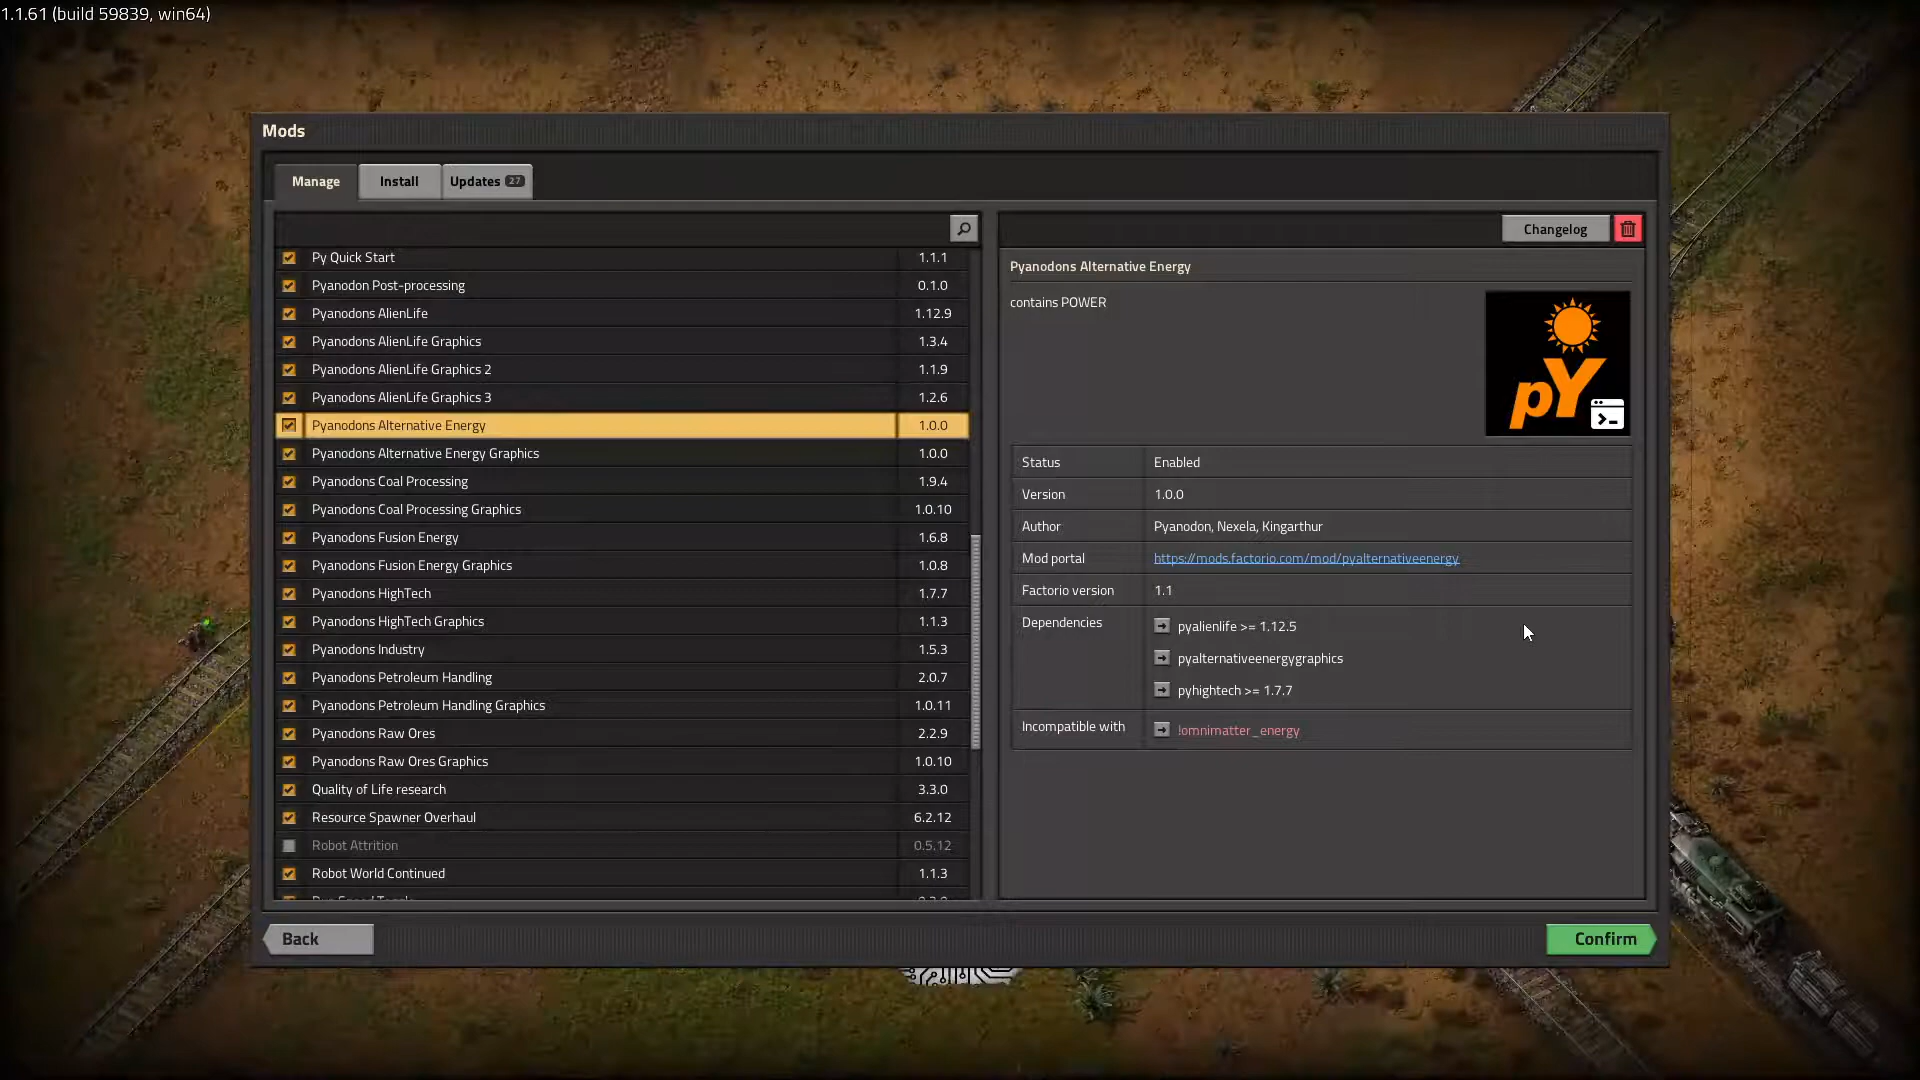 1.1.61 (build 59839, win64)
Mods
Manage Install Updates 27
Py Quick Start 1.1.1
Pyanodon Post-processing 0.1.0
Pyanodons AlienLife 1.12.9
Pyanodons AlienLife Graphics 1.3.4
Pyanodons AlienLife Graphics 2 1.1.9
Pyanodons AlienLife Graphics 3 1.2.6
Pyanodons Alternative Energy 1.0.0
Pyanodons Alternative Energy Graphics 1.0.0
Pyanodons Coal Processing 1.9.4
Pyanodons Coal Processing Graphics 1.0.10
Pyanodons Fusion Energy 1.6.8
Pyanodons Fusion Energy Graphics 1.0.8
Pyanodons HighTech 1.7.7
Pyanodons HighTech Graphics 1.1.3
Pyanodons Industry 1.5.3
Pyanodons Petroleum Handling 2.0.7
Pyanodons Petroleum Handling Graphics 1.0.11
Pyanodons Raw Ores 2.2.9
Pyanodons Raw Ores Graphics 1.0.10
Quality of Life research 3.3.0
Resource Spawner Overhaul 6.2.12
Robot Attrition 0.5.12
Robot World Continued 1.1.3
Changelog
Pyanodons Alternative Energy
contains POWER
pY
Status Enabled
Version 1.0.0
Author Pyanodon, Nexela, Kingarthur
Mod portal https://mods.factorio.com/mod/pyalternativeenergy
Factorio version 1.1
Dependencies pyalienlife >= 1.12.5
pyalternativeenergygraphics
pyhightech >= 1.7.7
Incompatible with !omnimatter_energy
Back
Confirm